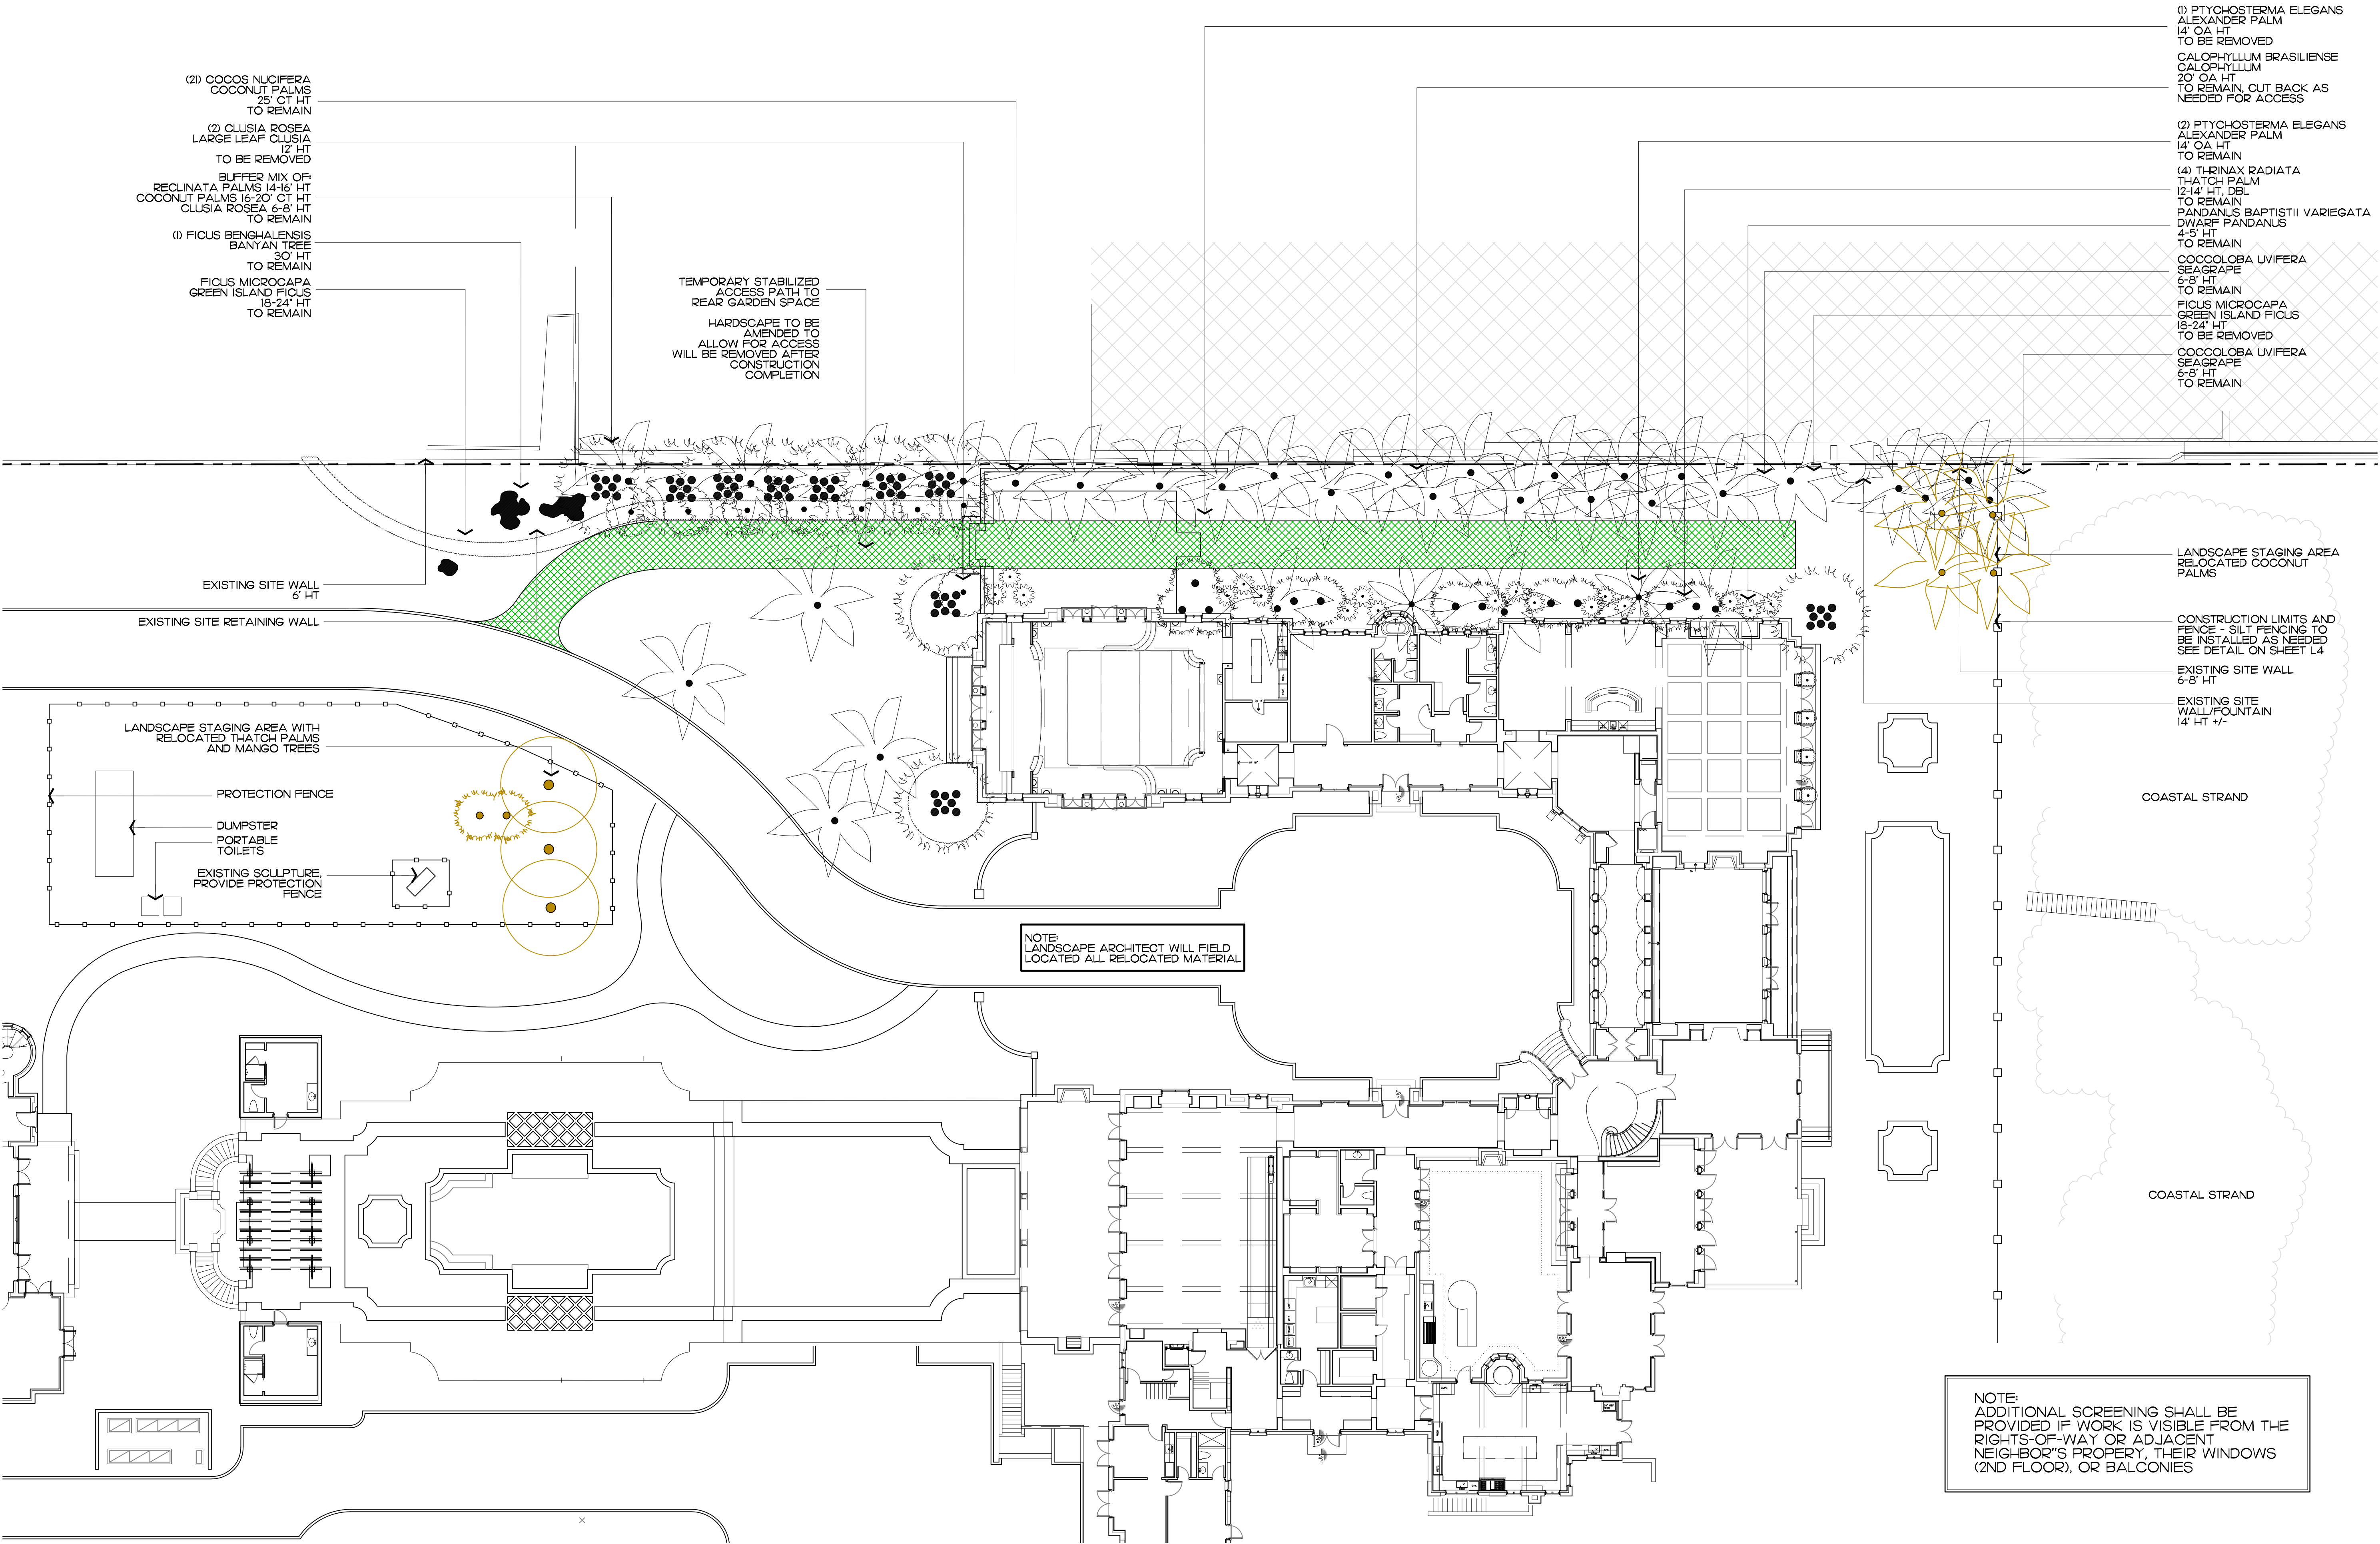 (21) COCOS NUCIFERA
COCONUT PALMS
25' CT HT
TO REMAIN
(2) CLUSIA ROSEA
LARGE LEAF CLUSIA
12' HT
TO BE REMOVED
BUFFER MIX OF:
RECLINATA PALMS 14-16' HT
COCONUT PALMS 16-20' CT HT
CLUSIA ROSEA 6-8' HT
TO REMAIN
(1) FICUS BENGHALENSIS
BANYAN TREE
30' HT
TO REMAIN
FICUS MICROCAPA
GREEN ISLAND FICUS
18-24" HT
TO REMAIN
TEMPORARY STABILIZED
ACCESS PATH TO
REAR GARDEN SPACE
HARDSCAPE TO BE
AMENDED TO
ALLOW FOR ACCESS
WILL BE REMOVED AFTER
CONSTRUCTION
COMPLETION
(1) PTYCHOSTERMA ELEGANS
ALEXANDER PALM
14' OA HT
TO BE REMOVED
CALOPHYLLUM BRASILIENSE
CALOPHYLLUM
20' OA HT
TO REMAIN, CUT BACK AS
NEEDED FOR ACCESS
(2) PTYCHOSTERMA ELEGANS
ALEXANDER PALM
14' OA HT
TO REMAIN
(4) THRINAX RADIATA
THATCH PALM
12-14' HT, DBL
TO REMAIN
PANDANUS BAPTISTII VARIEGATA
DWARF PANDANUS
4-5' HT
TO REMAIN
COCCOLOBA UVIFERA
SEAGRAPE
6-8' HT
TO REMAIN
FICUS MICROCAPA
GREEN ISLAND FICUS
18-24" HT
TO BE REMOVED
COCCOLOBA UVIFERA
SEAGRAPE
6-8' HT
TO REMAIN
EXISTING SITE WALL
6' HT
EXISTING SITE RETAINING WALL
LANDSCAPE STAGING AREA WITH
RELOCATED THATCH PALMS
AND MANGO TREES
PROTECTION FENCE
DUMPSTER
PORTABLE
TOILETS
EXISTING SCULPTURE,
PROVIDE PROTECTION
FENCE
LANDSCAPE STAGING AREA
RELOCATED COCONUT
PALMS
CONSTRUCTION LIMITS AND
FENCE - SILT FENCING TO
BE INSTALLED AS NEEDED
SEE DETAIL ON SHEET L4
EXISTING SITE WALL
6-8' HT
EXISTING SITE
WALL/FOUNTAIN
14' HT +/-
COASTAL STRAND
NOTE:
LANDSCAPE ARCHITECT WILL FIELD
LOCATED ALL RELOCATED MATERIAL
COASTAL STRAND
NOTE:
ADDITIONAL SCREENING SHALL BE
PROVIDED IF WORK IS VISIBLE FROM THE
RIGHTS-OF-WAY OR ADJACENT
NEIGHBOR"S PROPERY, THEIR WINDOWS
(2ND FLOOR), OR BALCONIES